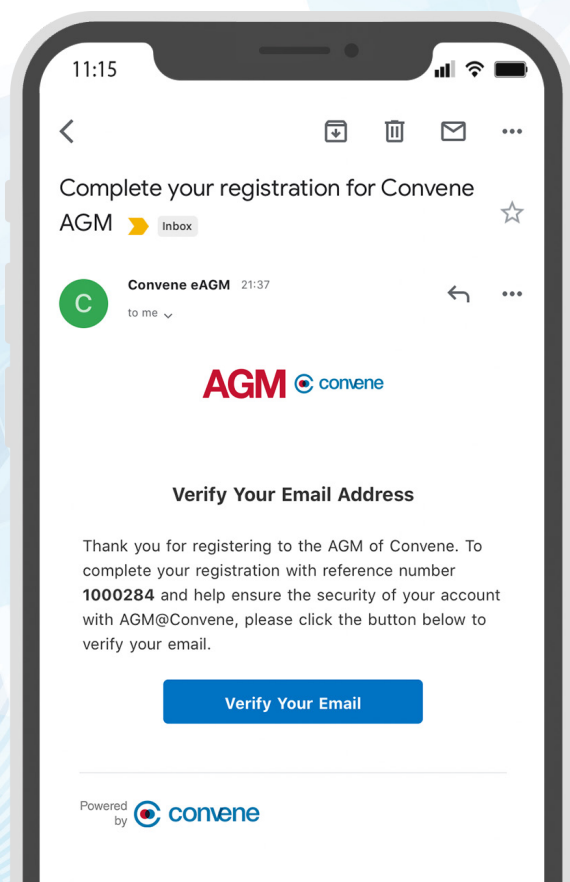 11:15
Complete your registration for Convene
AGM Inbox
C
Convene eAGM 21:37
to me
AGM convene
Verify Your Email Address
Thank you for registering to the AGM of Convene. To
complete your registration with reference number
1000284 and help ensure the security of your account
with AGM@Convene, please click the button below to
verify your email.
Verify Your Email
Powered
by convene